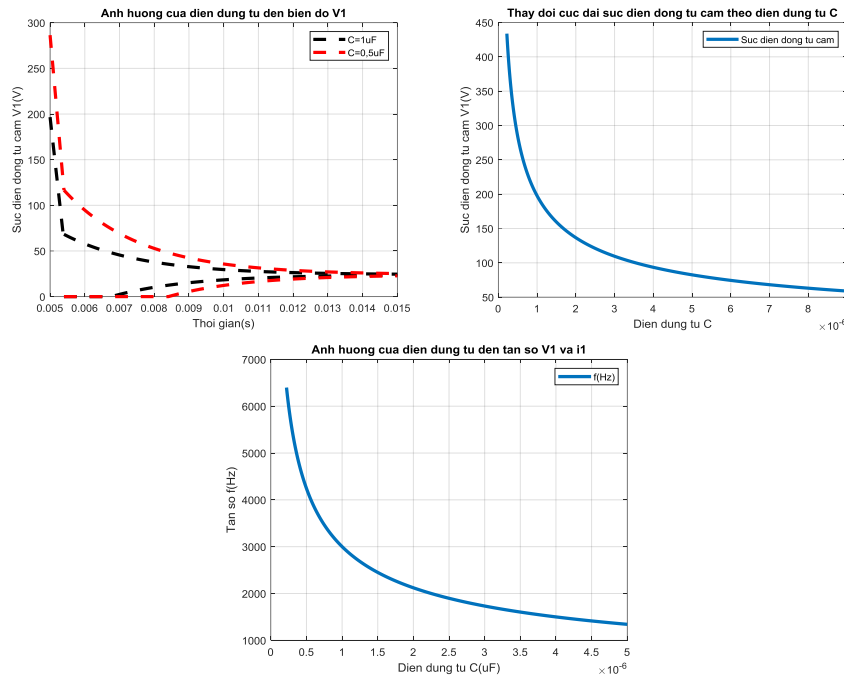 Anh huong cua dien dung tu den bien do V1
Suc dien dong tu cam V1(V)
300
250
200
150
100
50
0
C=1uF
C=0,5uF
0.005 0.006 0.007 0.008 0.009 0.01 0.011 0.012 0.013 0.014 0.015
Thoi gian(s)
Thay doi cuc dai suc dien dong tu cam theo dien dung tu C
Suc dien dong tu cam V1(V)
450
400
350
300
250
200
150
100
50
Suc dien dong tu cam
0 1 2 3 4 5 6 7 8
Dien dung tu C
×10⁻⁶
Anh huong cua dien dung tu den tan so V1 va i1
Tan so f(Hz)
7000
6000
5000
4000
3000
2000
1000
f(Hz)
0 0.5 1 1.5 2 2.5 3 3.5 4 4.5 5
Dien dung tu C(uF)
×10⁻⁶